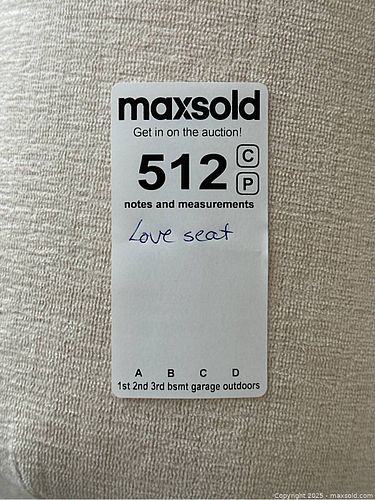 maxsold
Get in on the auction!
512 C
P
notes and measurements
Love seat
A B C D
1st 2nd 3rd bsmt garage outdoors
Copyright 2025 - maxsold.com